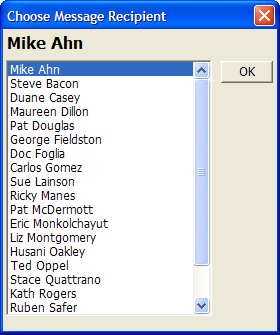 Choose Message Recipient
Mike Ahn
Mike Ahn
OK
Steve Bacon
Duane Casey
Maureen Dillon
Pat Douglas
George Fieldston
Doc Foglia
Carlos Gomez
Sue Lainson
Ricky Manes
Pat McDermott
Eric Monkolchayut
Liz Montgomery
Husani Oakley
Ted Oppel
Stace Quattrano
Kath Rogers
Ruben Safer